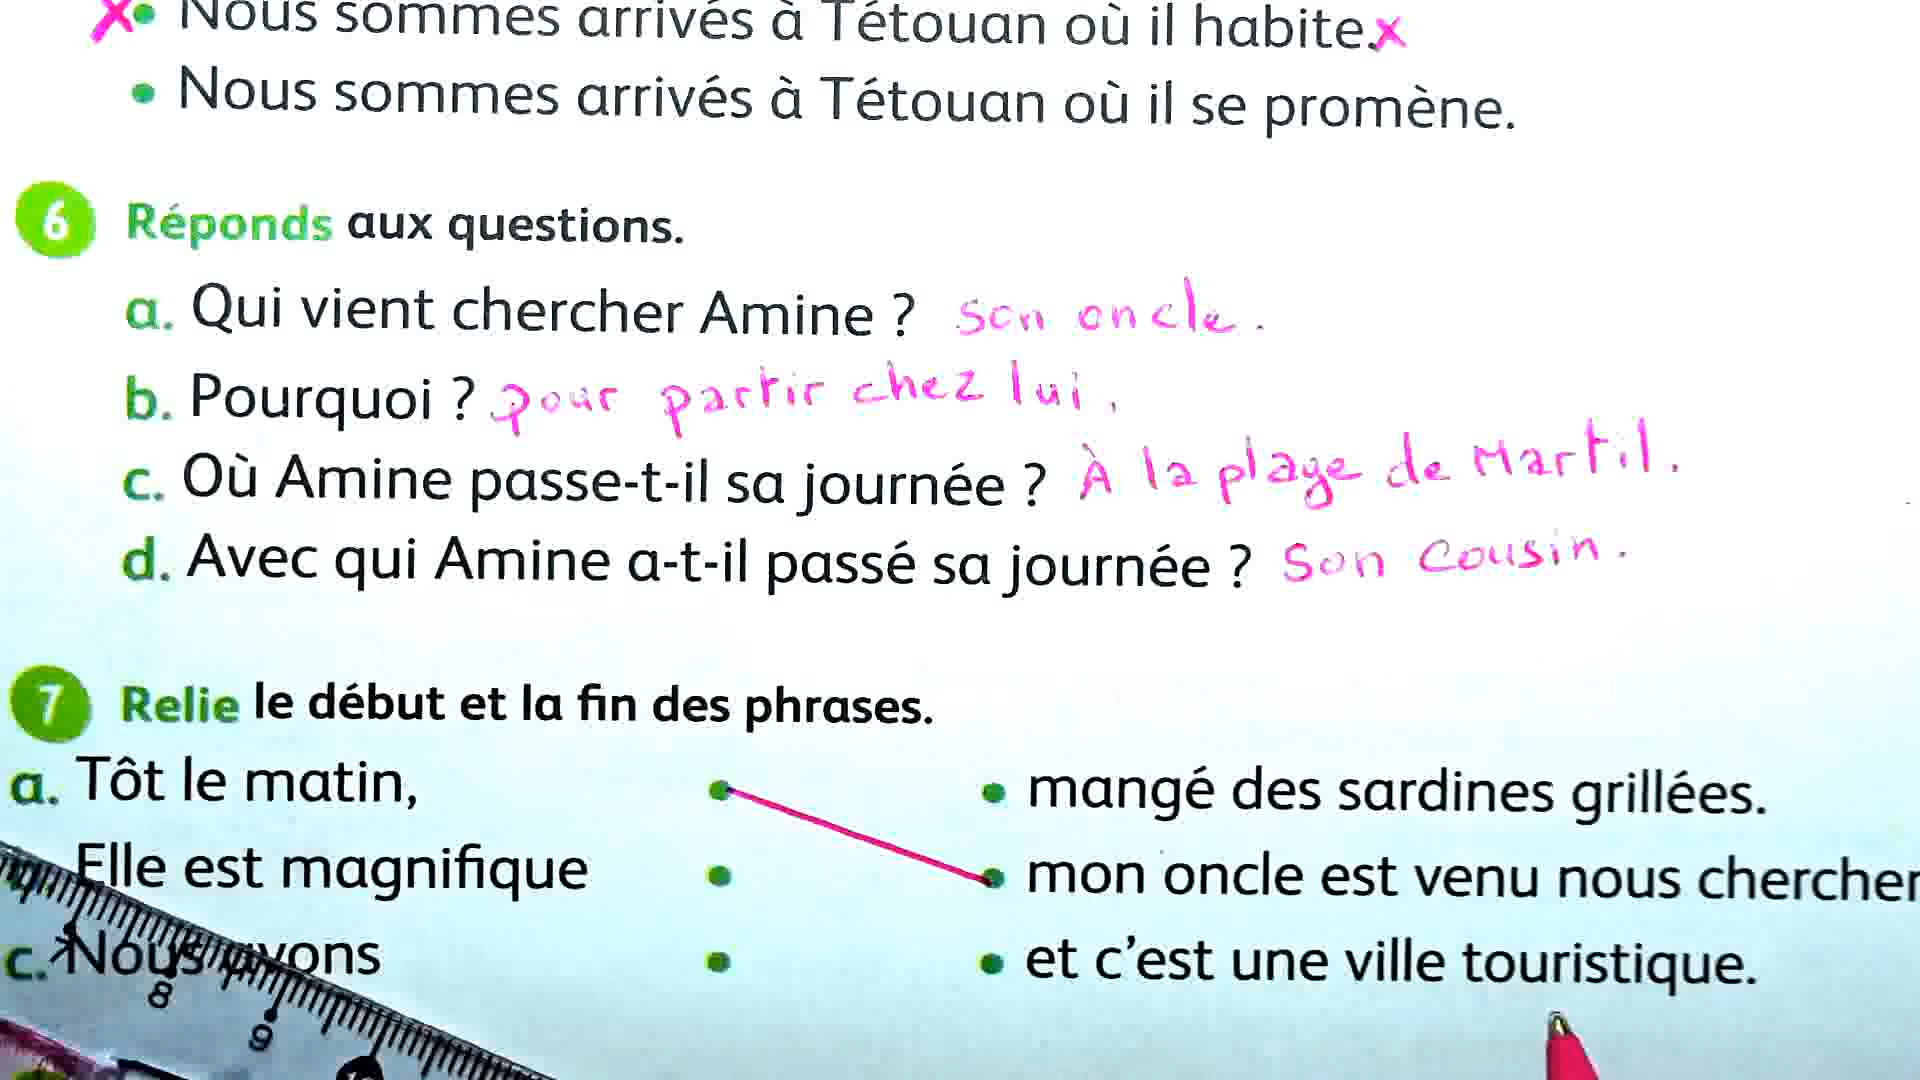 Nous sommes arrivés à Tétouan où il habite.
Nous sommes arrivés à Tétouan où il se promène.
6 Réponds aux questions.
a. Qui vient chercher Amine ? son oncle.
b. Pourquoi ? pour partir chez lui.
c. Où Amine passe-t-il sa journée ? À la plage de Martil.
d. Avec qui Amine a-t-il passé sa journée ? Son cousin.
7 Relie le début et la fin des phrases.
a. Tôt le matin, • • mangé des sardines grillées.
Elle est magnifique • • mon oncle est venu nous chercher
c. Nous avons • • et c'est une ville touristique.
8
9